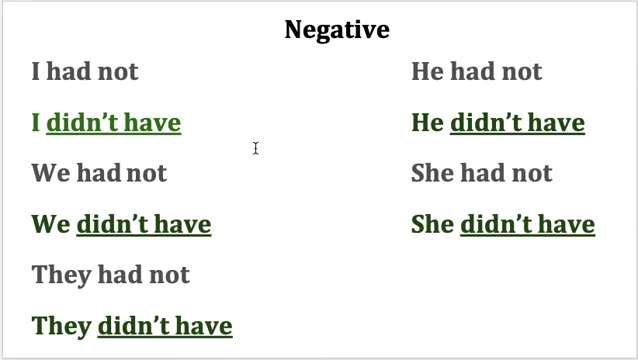 Negative
I had not
I didn't have
We had not
We didn't have
They had not
They didn't have
He had not
He didn't have
She had not
She didn't have